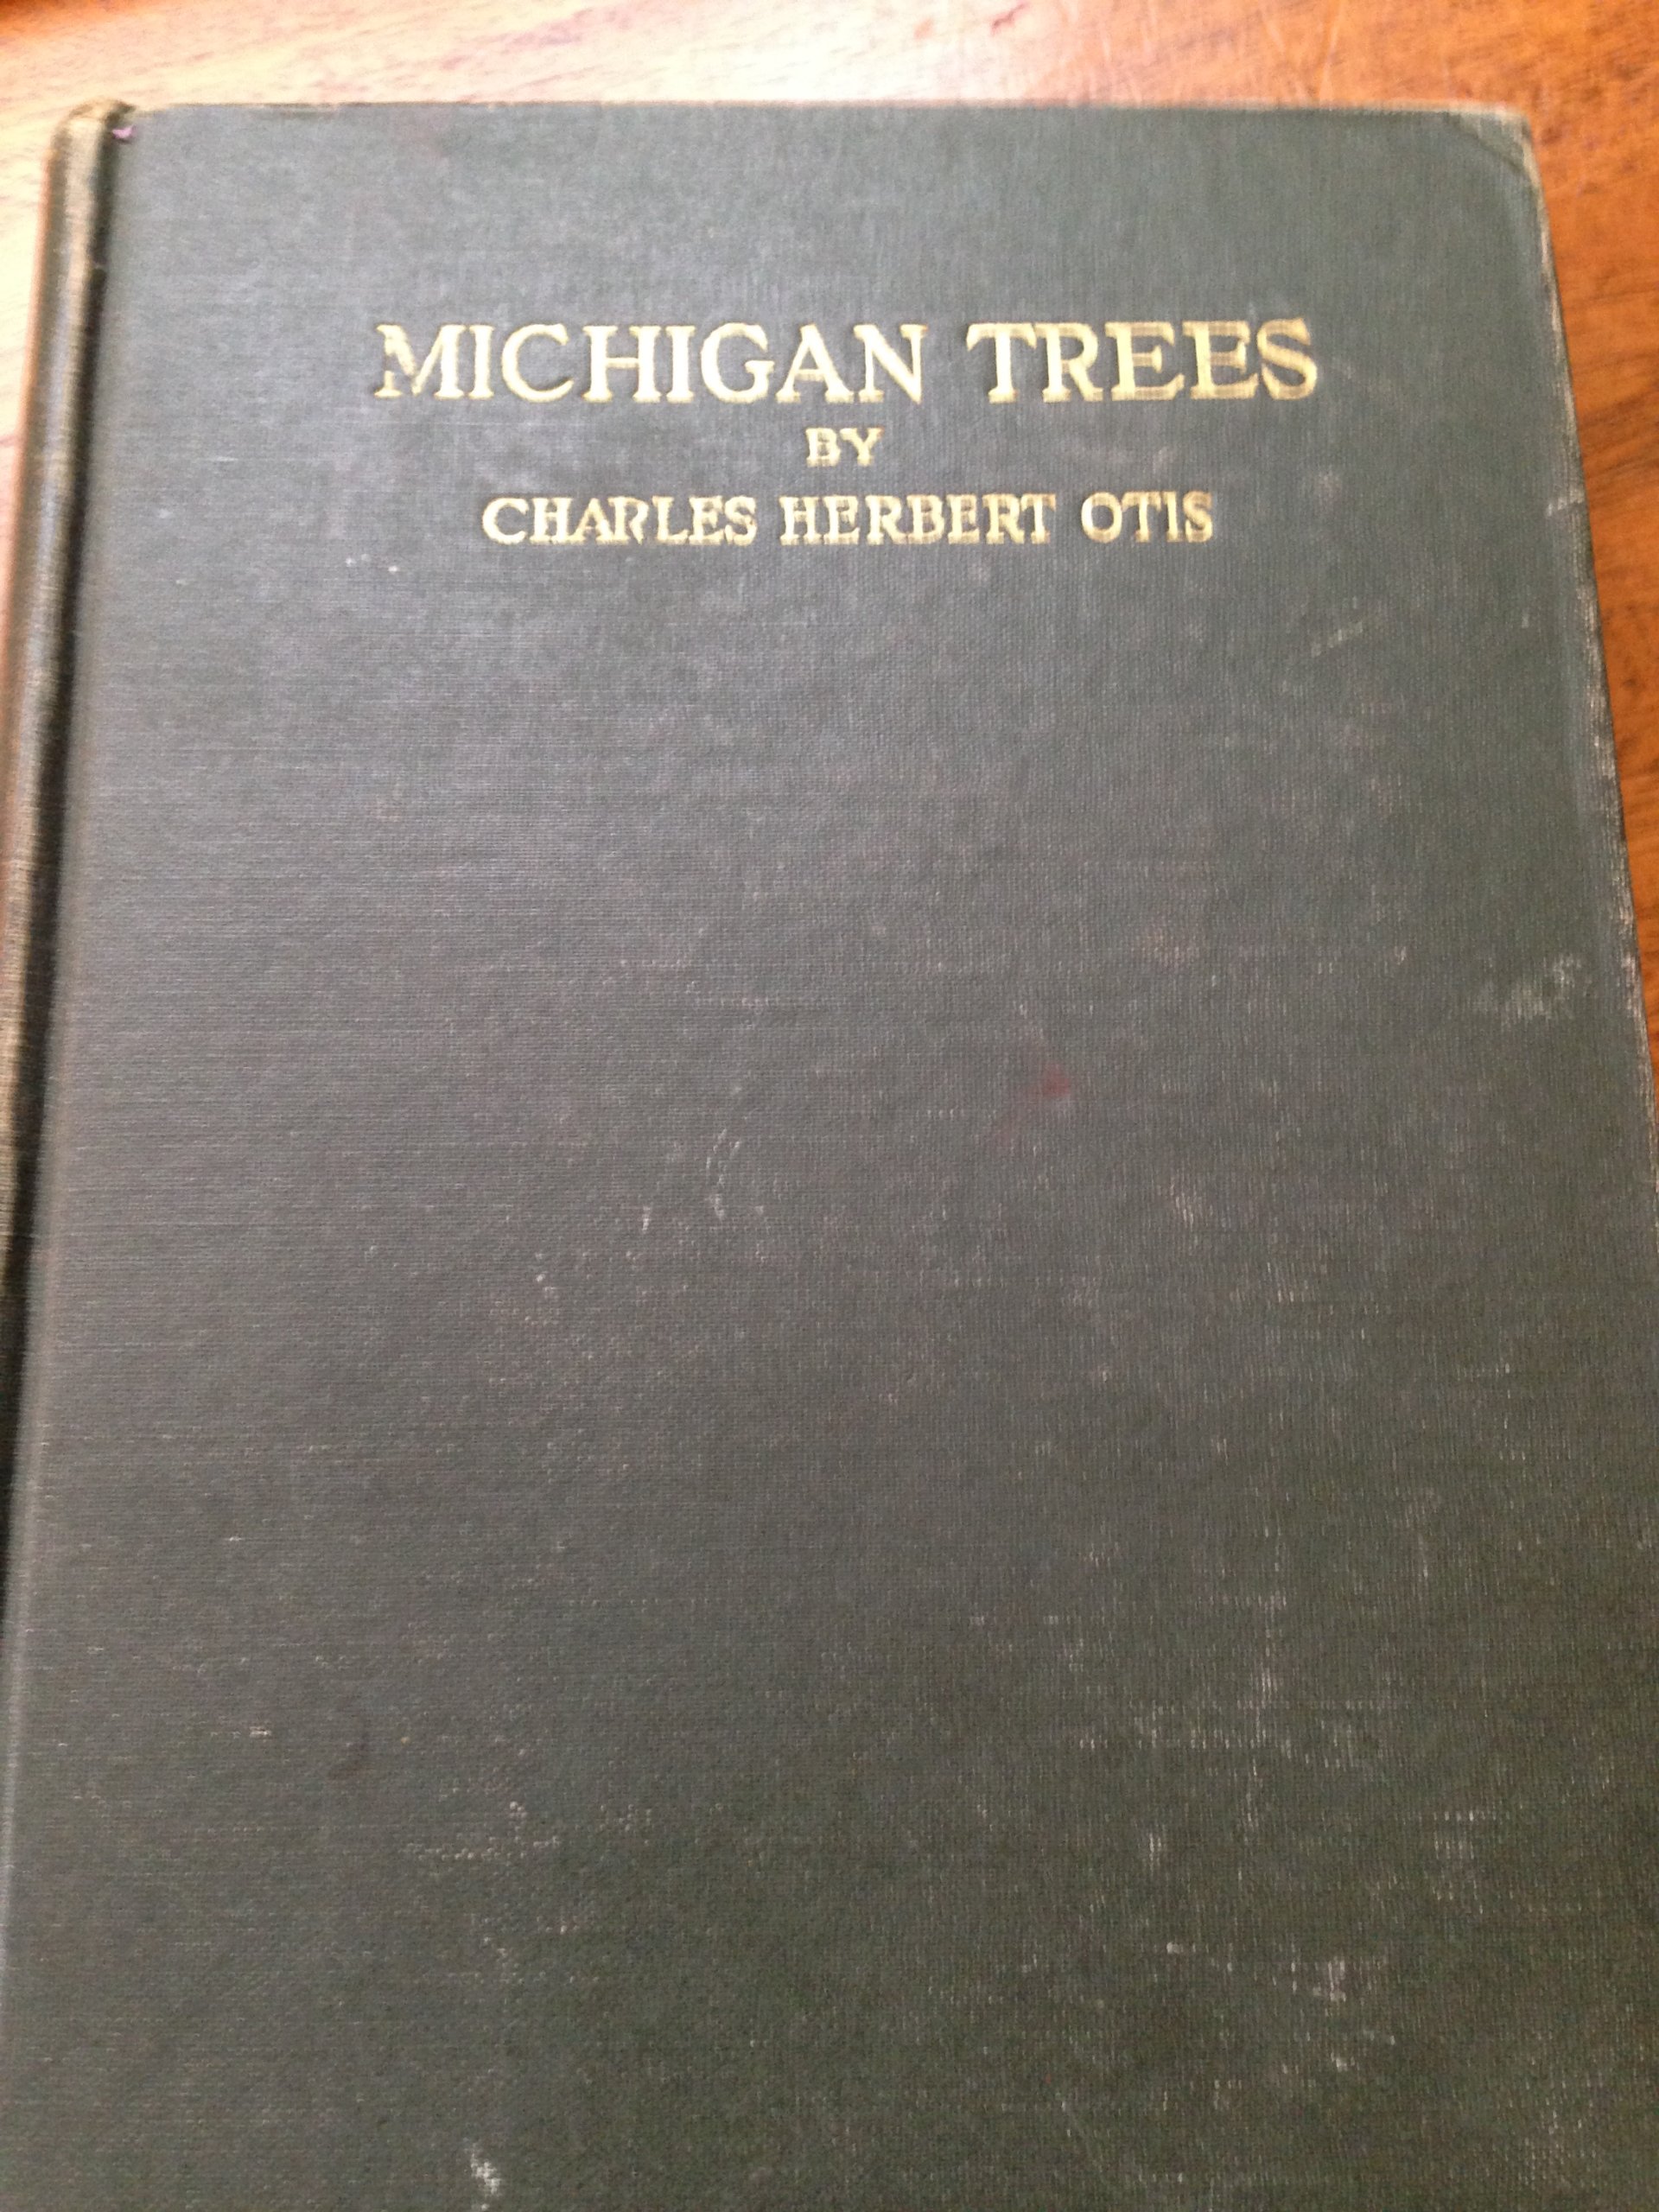 MICHIGAN TREES
BY
CHARLES HERBERT OTIS